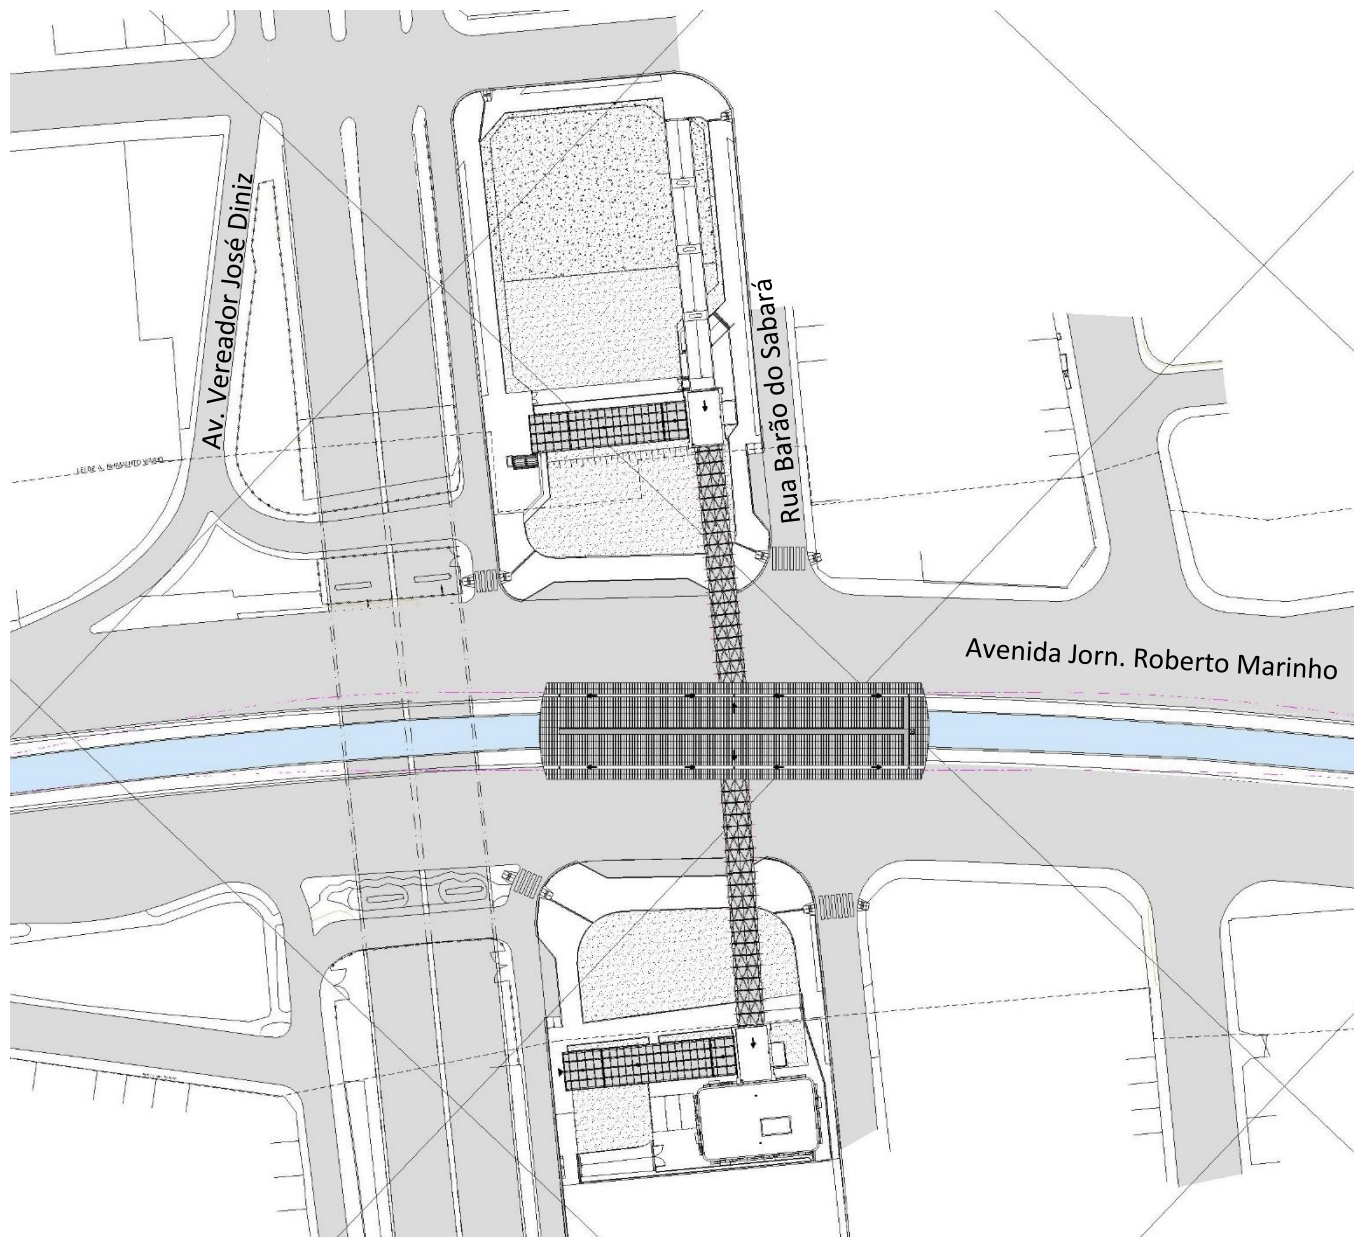 Av. Vereador José Diniz
Rua Barão do Sabará
Avenida Jorn. Roberto Marinho